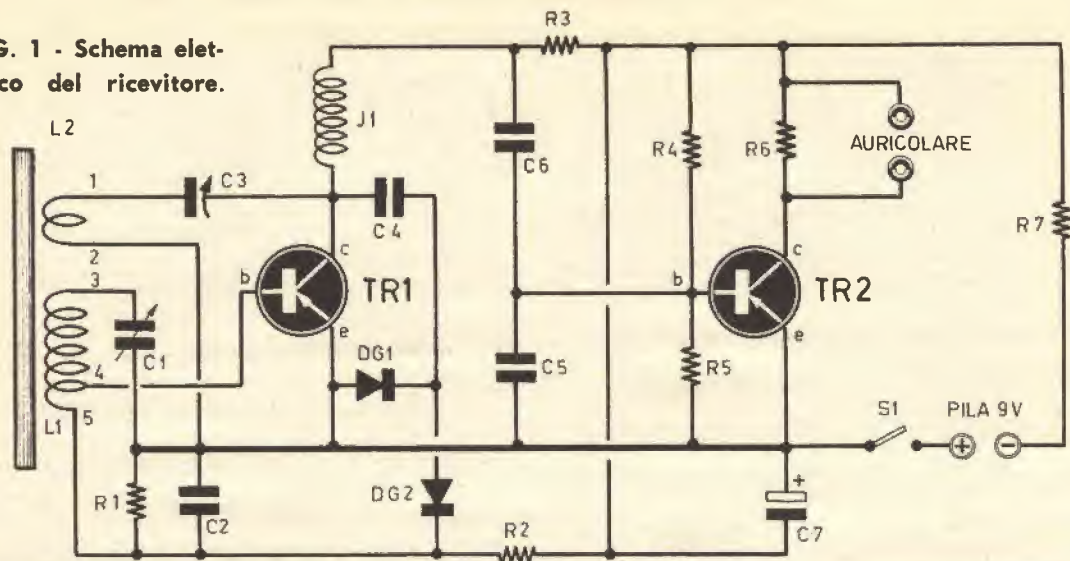 G. 1 - Schema elet-
co del ricevitore.
L2
1
2
3
4
5
L1
C1
C3
J1
C4
b
c
e
TR1
DG1
R1
C2
DG2
R2
R3
C6
C5
R4
R5
R6
b
c
e
TR2
AURICOLARE
R7
S1
PILA 9V
+
−
+
C7